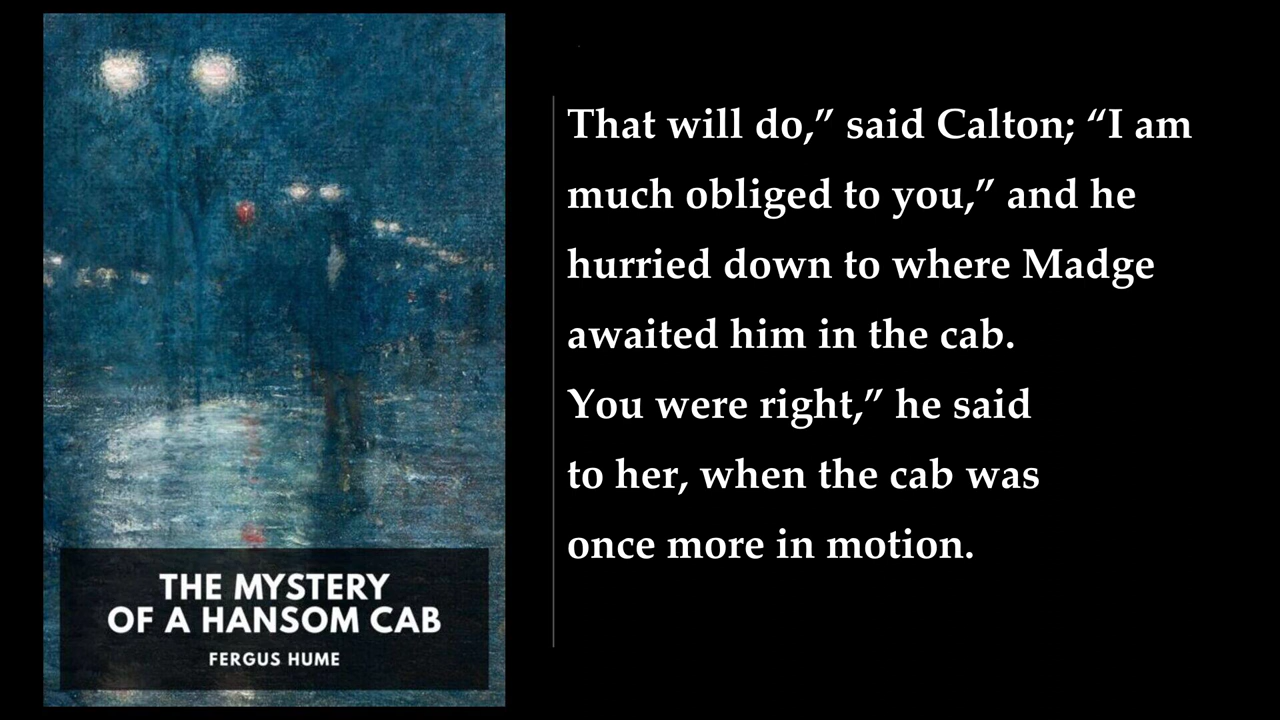 THE MYSTERY
OF A HANSOM CAB
FERGUS HUME
That will do,” said Calton; “I am
much obliged to you,” and he
hurried down to where Madge
awaited him in the cab.
You were right,” he said
to her, when the cab was
once more in motion.